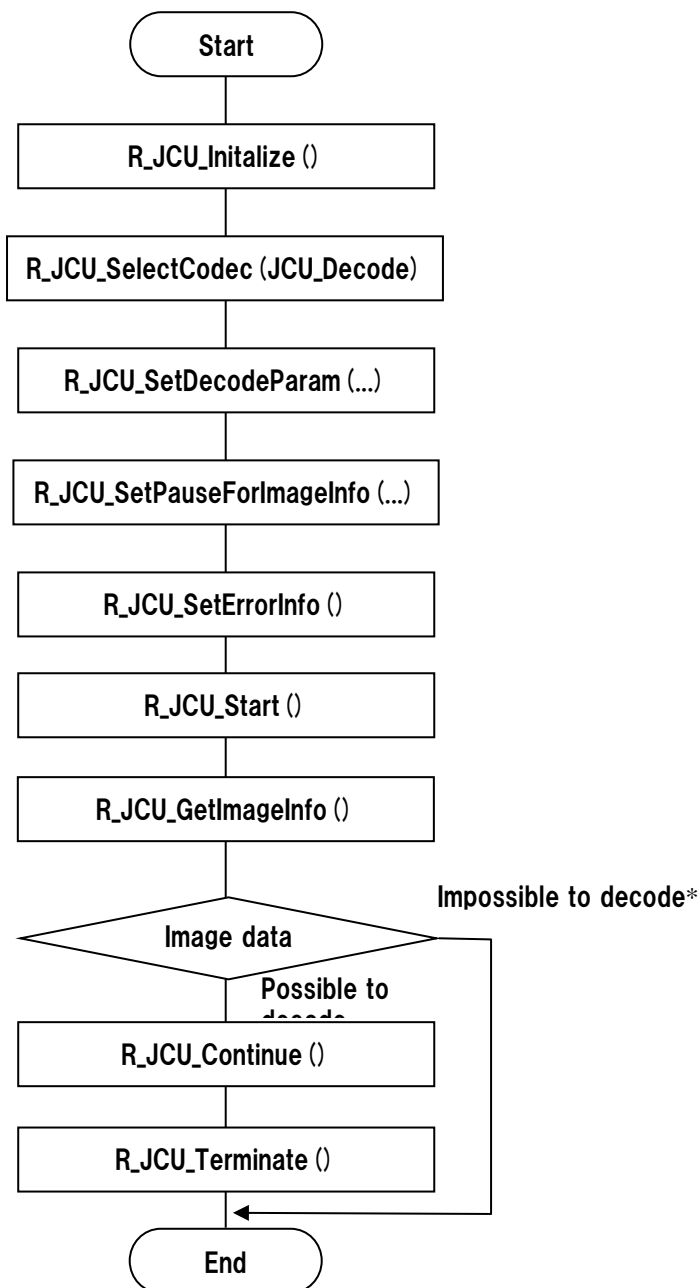 Start
R_JCU_Initalize ()
R_JCU_SelectCodec (JCU_Decode)
R_JCU_SetDecodeParam (...)
R_JCU_SetPauseForImageInfo (...)
R_JCU_SetErrorInfo ()
R_JCU_Start ()
R_JCU_GetImageInfo ()
Impossible to decode*
Image data
Possible to
R_JCU_Continue ()
R_JCU_Terminate ()
End